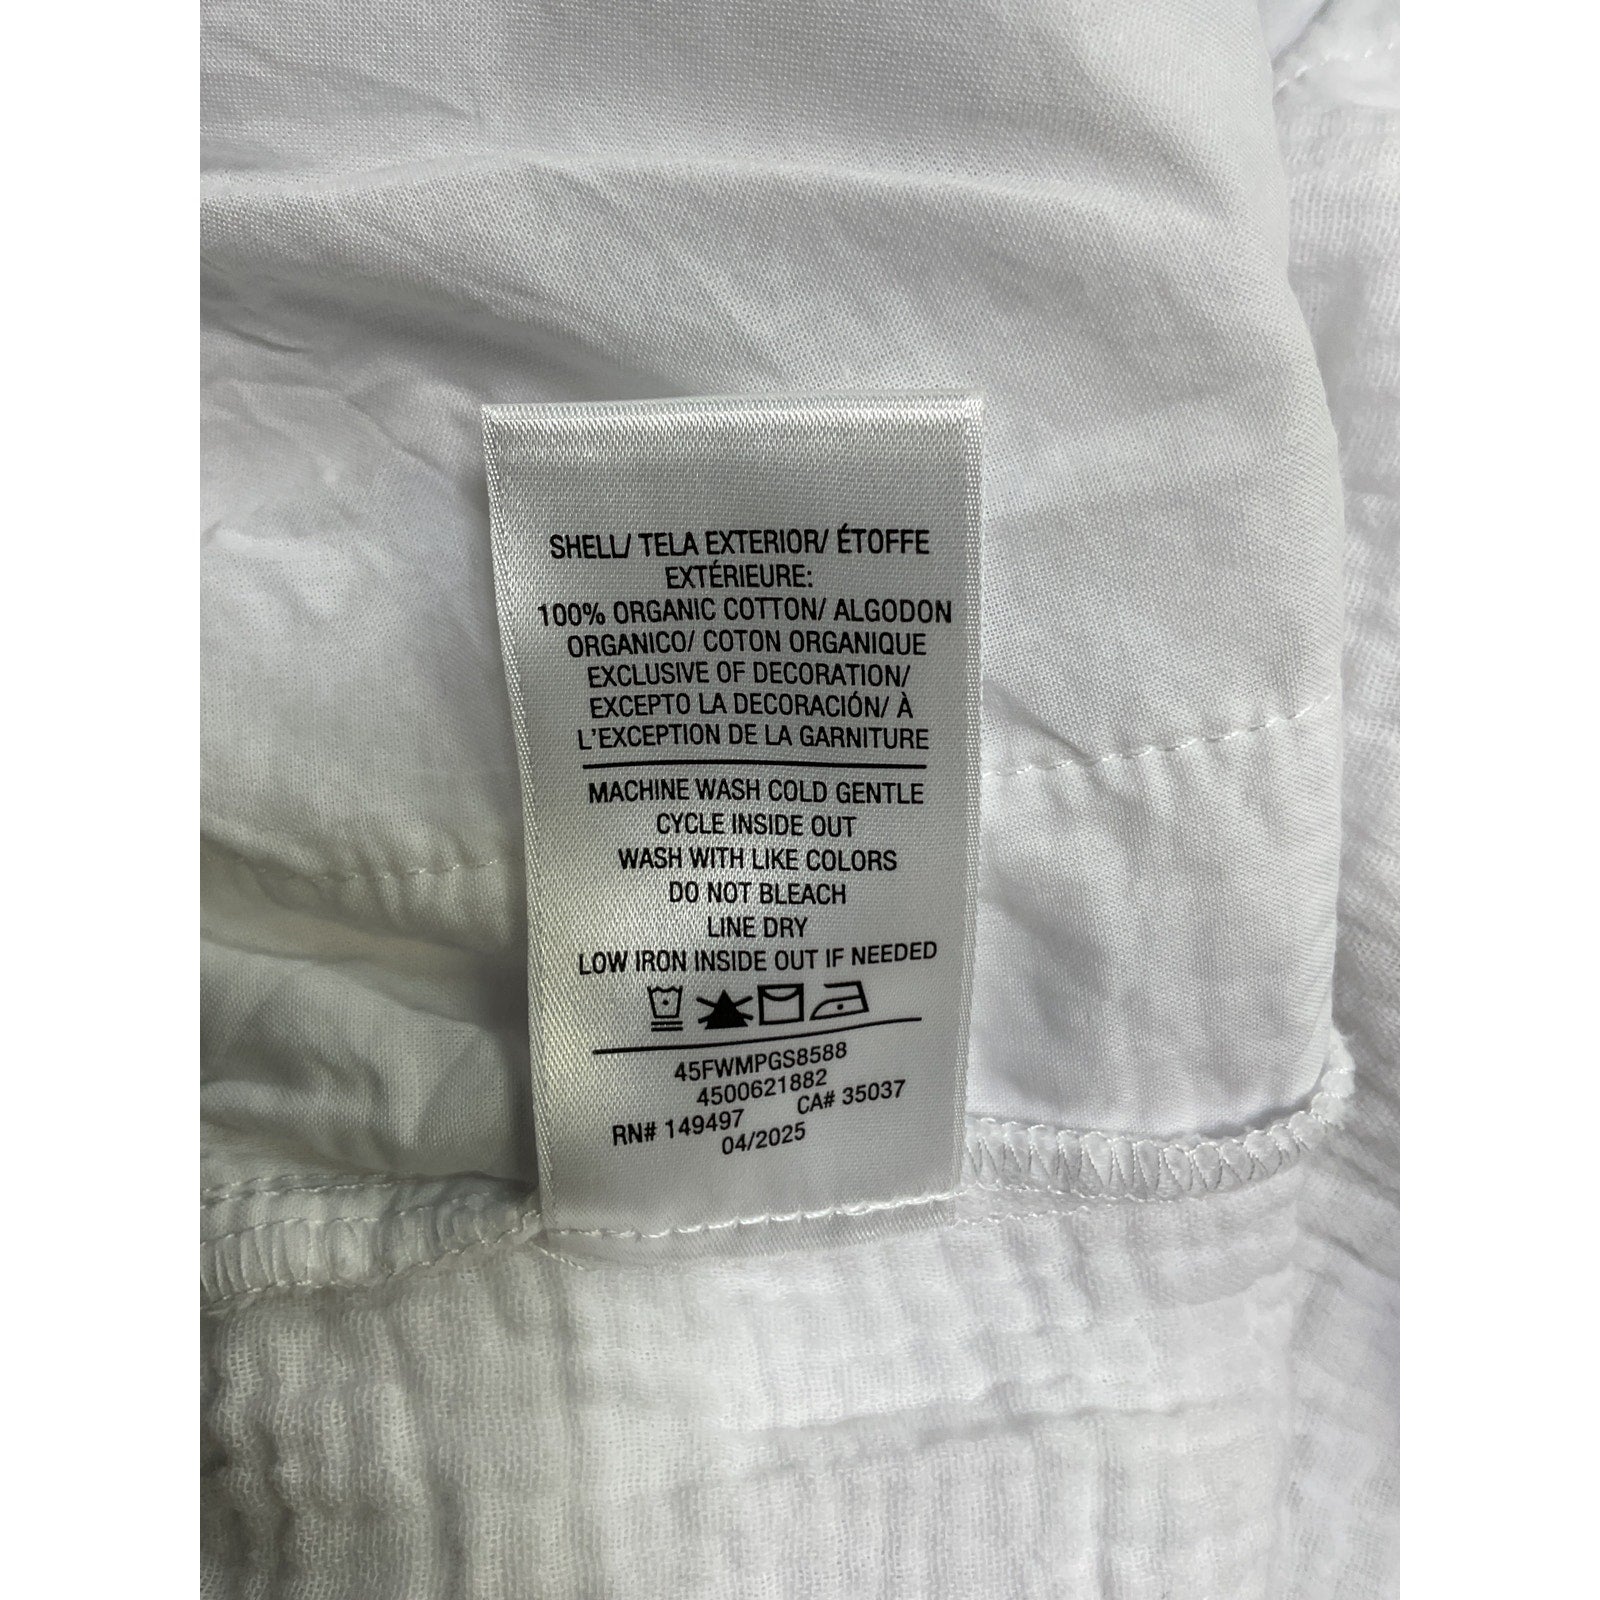 SHELL/ TELA EXTERIOR/ ÉTOFFE
EXTÉRIEURE:
100% ORGANIC COTTON/ ALGODON
ORGANICO/ COTON ORGANIQUE
EXCLUSIVE OF DECORATION/
EXCEPTO LA DECORACIÓN/ À
L'EXCEPTION DE LA GARNITURE
MACHINE WASH COLD GENTLE
CYCLE INSIDE OUT
WASH WITH LIKE COLORS
DO NOT BLEACH
LINE DRY
LOW IRON INSIDE OUT IF NEEDED
45FWMPGS8588
4500621882
RN# 149497 CA# 35037
04/2025